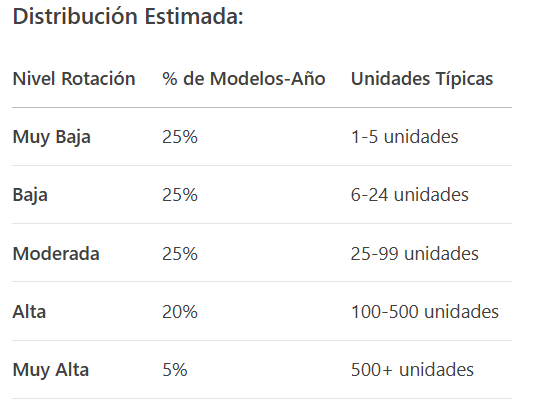 Distribución Estimada:
Nivel Rotación % de Modelos-Año Unidades Típicas
Muy Baja 25% 1-5 unidades
Baja 25% 6-24 unidades
Moderada 25% 25-99 unidades
Alta 20% 100-500 unidades
Muy Alta 5% 500+ unidades